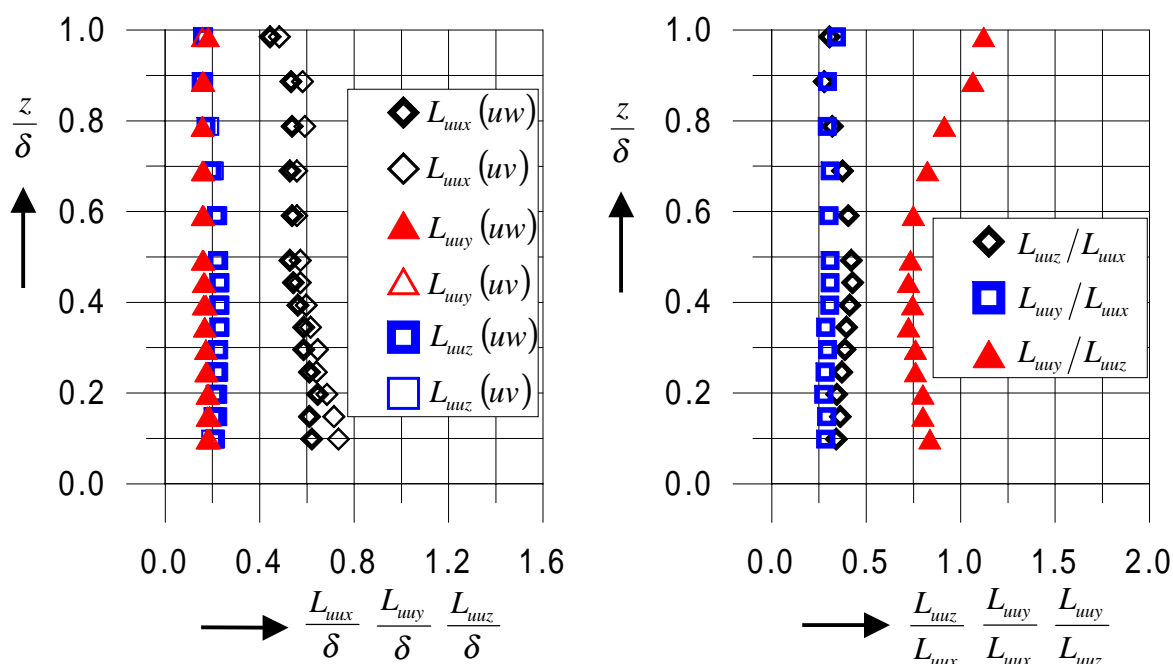 1.0
0.8
0.6
0.4
0.2
0.0
z/δ
L_uux (uw)
L_uux (uv)
L_uuy (uw)
L_uuy (uv)
L_uuz (uw)
L_uuz (uv)
0.0 0.4 0.8 1.2 1.6
L_uux/δ L_uuy/δ L_uuz/δ
1.0
0.8
0.6
0.4
0.2
0.0
z/δ
L_uuz/L_uux
L_uuy/L_uux
L_uuy/L_uuz
0.0 0.5 1.0 1.5 2.0
L_uuz/L_uux L_uuy/L_uux L_uuy/L_uuz